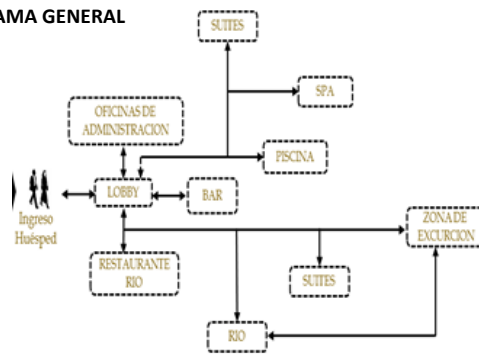 AMA GENERAL
SUITES
SPA
OFICINAS DE
ADMINISTRACION
PISCINA
LOBBY
BAR
Ingreso
Huésped
ZONA DE
EXCURCION
RESTAURANTE
RIO
SUITES
RIO